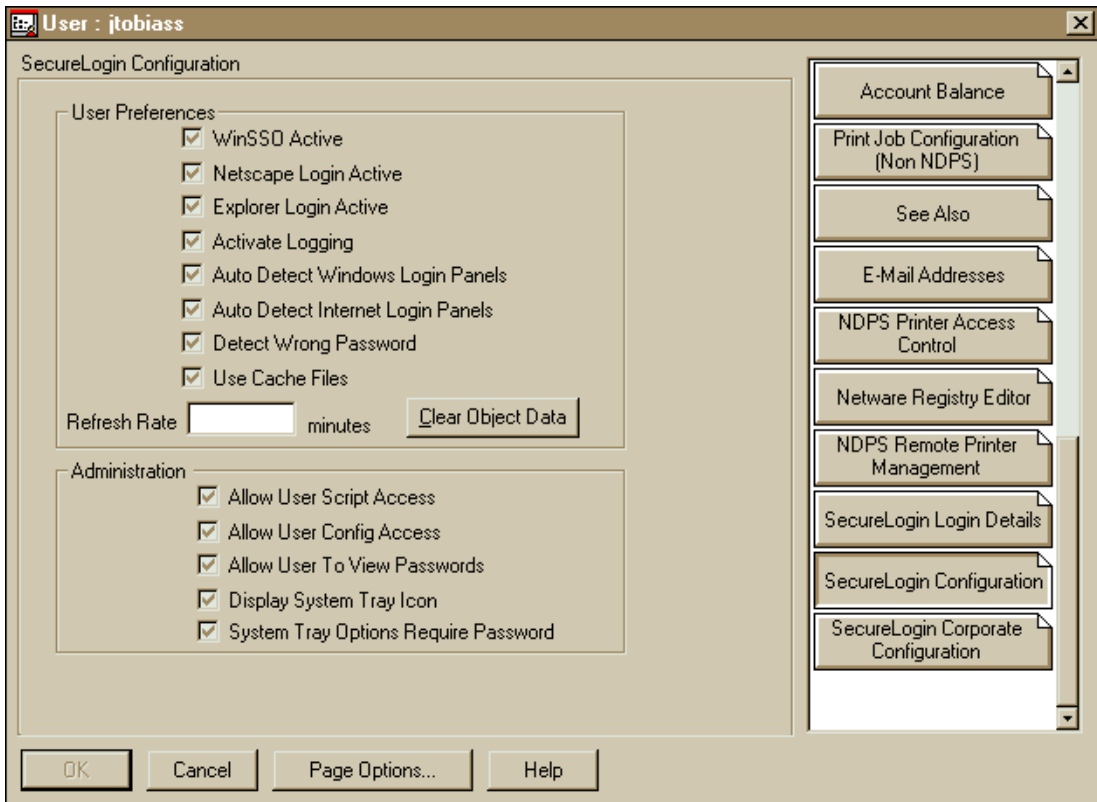 User : jtobiass
SecureLogin Configuration
User Preferences
WinSSO Active
Netscape Login Active
Explorer Login Active
Activate Logging
Auto Detect Windows Login Panels
Auto Detect Internet Login Panels
Detect Wrong Password
Use Cache Files
Refresh Rate minutes Clear Object Data
Administration
Allow User Script Access
Allow User Config Access
Allow User To View Passwords
Display System Tray Icon
System Tray Options Require Password
Account Balance
Print Job Configuration
(Non NDPS)
See Also
E-Mail Addresses
NDPS Printer Access
Control
Netware Registry Editor
NDPS Remote Printer
Management
SecureLogin Login Details
SecureLogin Configuration
SecureLogin Corporate
Configuration
OK Cancel Page Options... Help